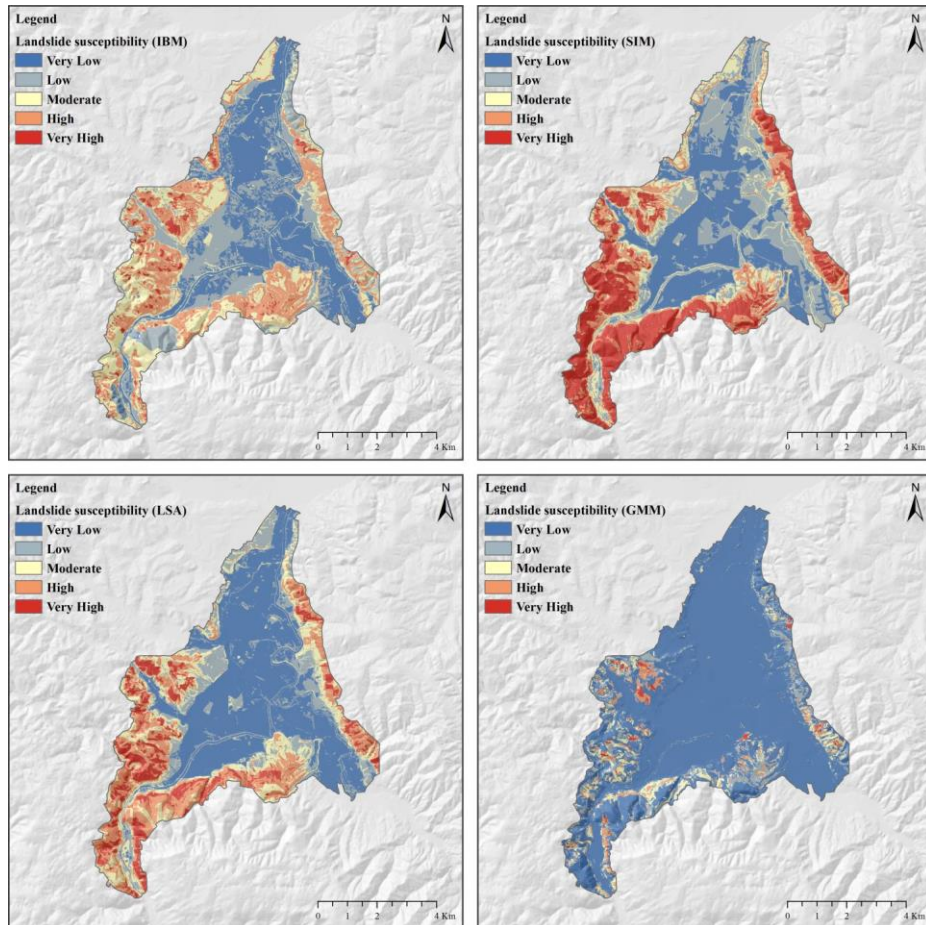 Legend
N
Landslide susceptibility (IBM)
Very Low
Low
Moderate
High
Very High
0 1 2 4 Km
Legend
N
Landslide susceptibility (SIM)
Very Low
Low
Moderate
High
Very High
0 1 2 4 Km
Legend
N
Landslide susceptibility (LSA)
Very Low
Low
Moderate
High
Very High
0 1 2 4 Km
Legend
N
Landslide susceptibility (GMM)
Very Low
Low
Moderate
High
Very High
0 1 2 4 Km